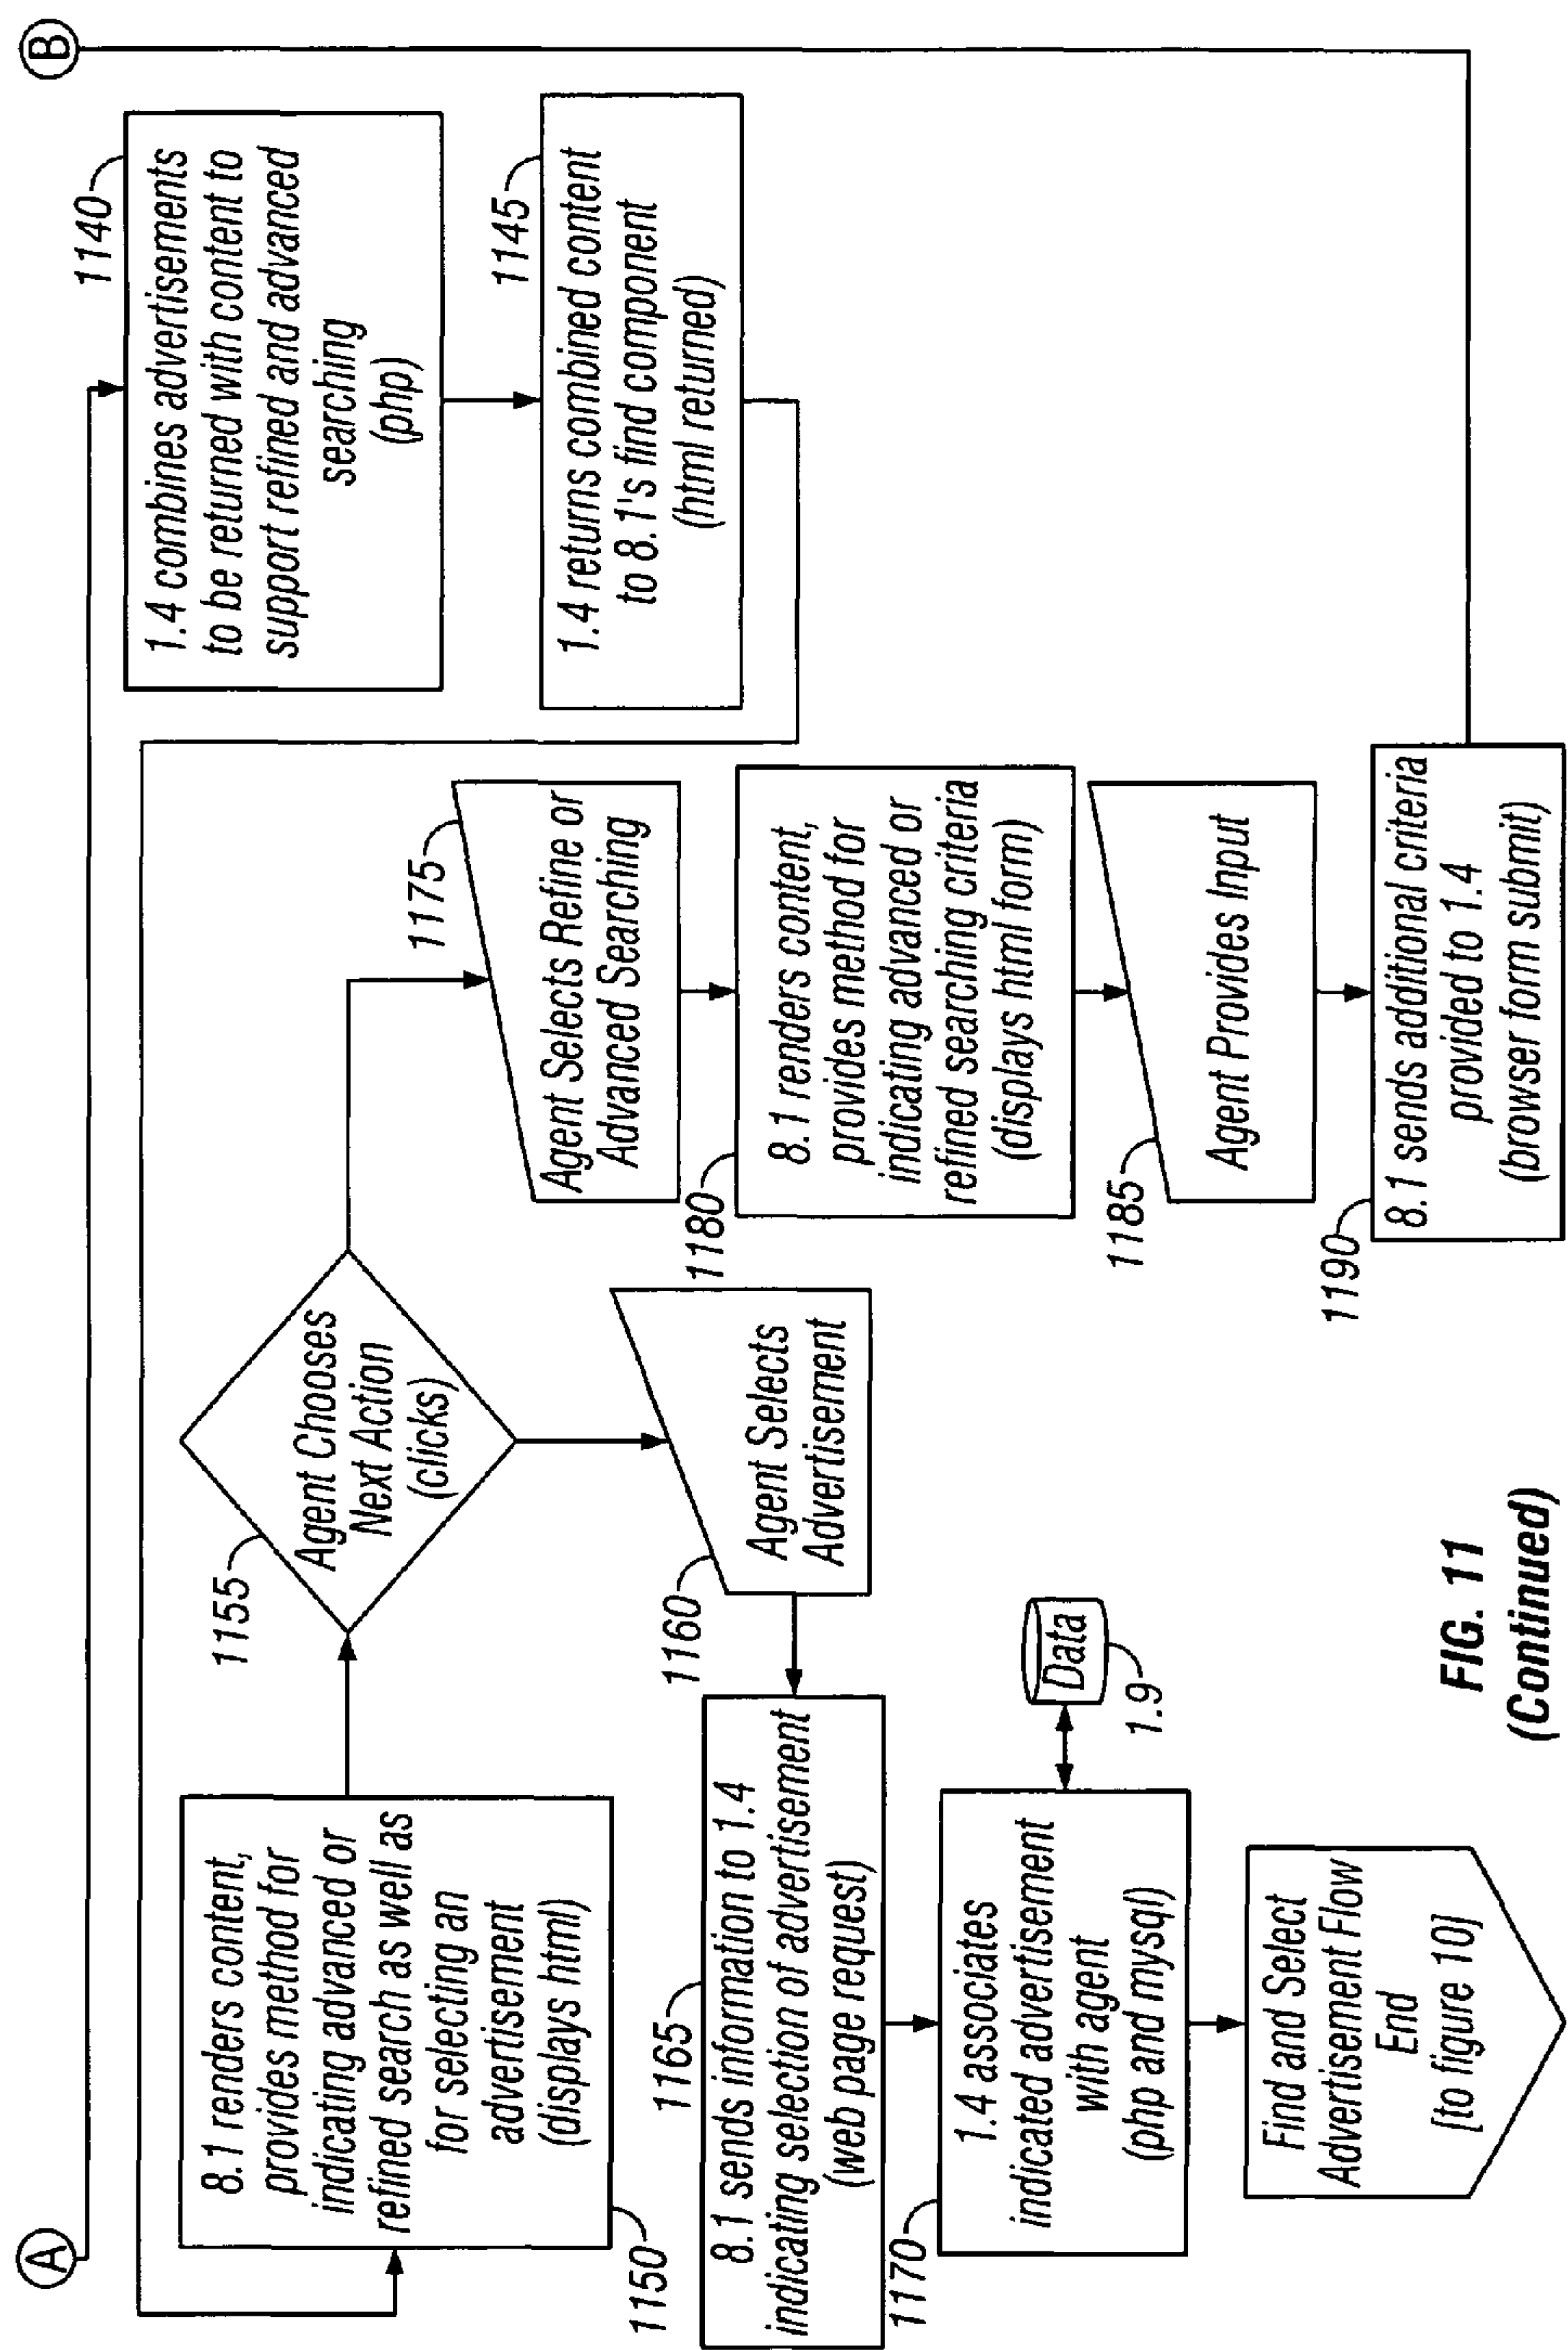 A
B
1140
1.4 combines advertisements
to be returned with content to
support refined and advanced
searching
(php)
1145
1.4 returns combined content
to 8.1's find component
(html returned)
1150
8.1 renders content,
provides method for
indicating advanced or
refined search as well as
for selecting an
advertisement
(displays html)
1155
Agent Chooses
Next Action
(clicks)
1160
Agent Selects
Advertisement
1165
8.1 sends information to 1.4
indicating selection of advertisement
(web page request)
1170
1.4 associates
indicated advertisement
with agent
(php and mysql)
Data
1.9
Find and Select
Advertisement Flow
End
[to figure 10]
1175
Agent Selects Refine or
Advanced Searching
1180
8.1 renders content,
provides method for
indicating advanced or
refined searching criteria
(displays html form)
1185
Agent Provides Input
1190
8.1 sends additional criteria
provided to 1.4
(browser form submit)
FIG. 11
(Continued)